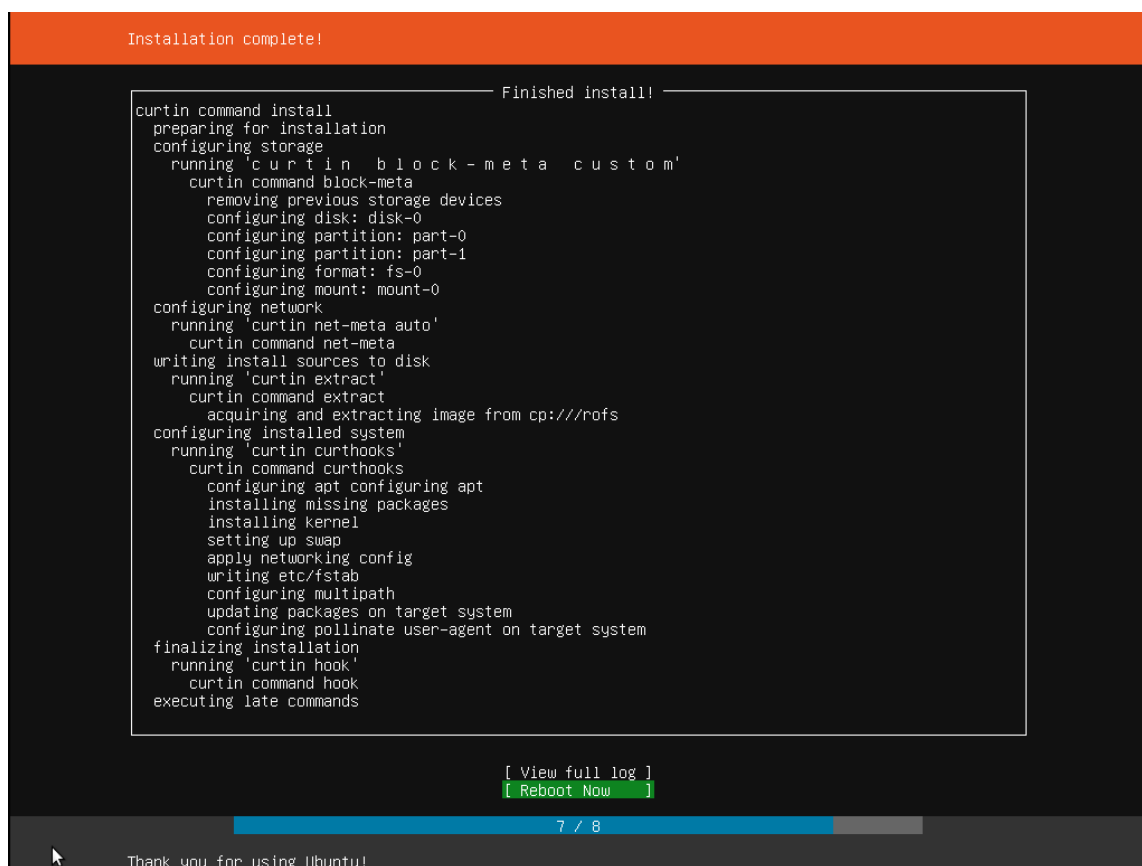 Installation complete!
Finished install!
curtin command install
preparing for installation
configuring storage
running 'c u r t i n   b l o c k - m e t a   c u s t o m'
curtin command block-meta
removing previous storage devices
configuring disk: disk-0
configuring partition: part-0
configuring partition: part-1
configuring format: fs-0
configuring mount: mount-0
configuring network
running 'curtin net-meta auto'
curtin command net-meta
writing install sources to disk
running 'curtin extract'
curtin command extract
acquiring and extracting image from cp:///rofs
configuring installed system
running 'curtin curthooks'
curtin command curthooks
configuring apt configuring apt
installing missing packages
installing kernel
setting up swap
apply networking config
writing etc/fstab
configuring multipath
updating packages on target system
configuring pollinate user-agent on target system
finalizing installation
running 'curtin hook'
curtin command hook
executing late commands
[ View full log ]
[ Reboot Now    ]
7 / 8
Thank you for using Ubuntu!